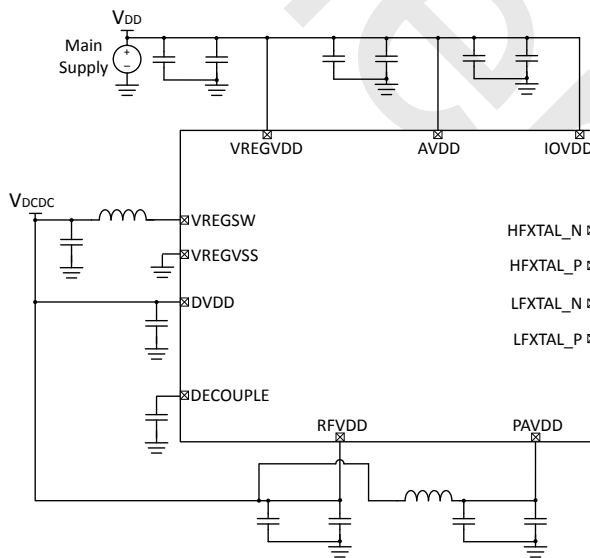 VDD
Main
Supply
+
−
VREGVDD
AVDD
IOVDD
VDCDC
VREGSW
HFXTAL_N
VREGVSS
HFXTAL_P
DVDD
LFXTAL_N
LFXTAL_P
DECOUPLE
RFVDD
PAVDD